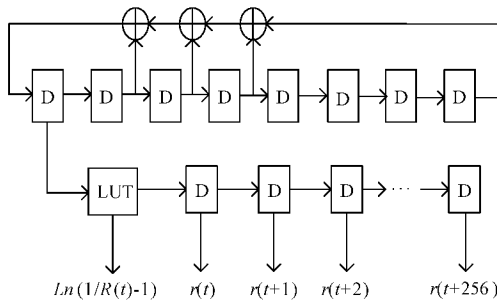 D D D D D D D D
LUT D D D ··· D
Ln(1/R(t)-1) r(t) r(t+1) r(t+2) r(t+256)